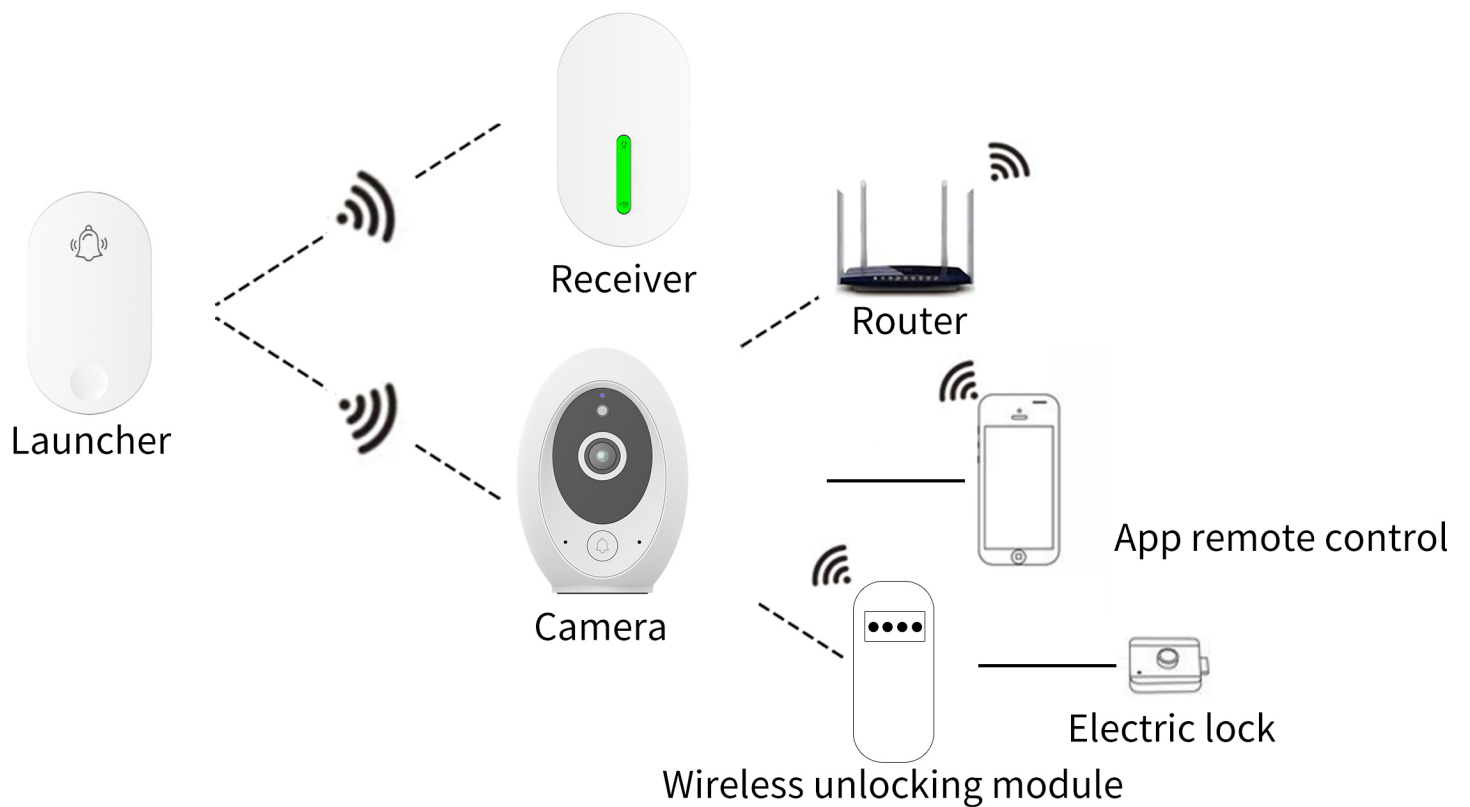 Receiver
Router
Launcher
App remote control
Camera
Electric lock
Wireless unlocking module